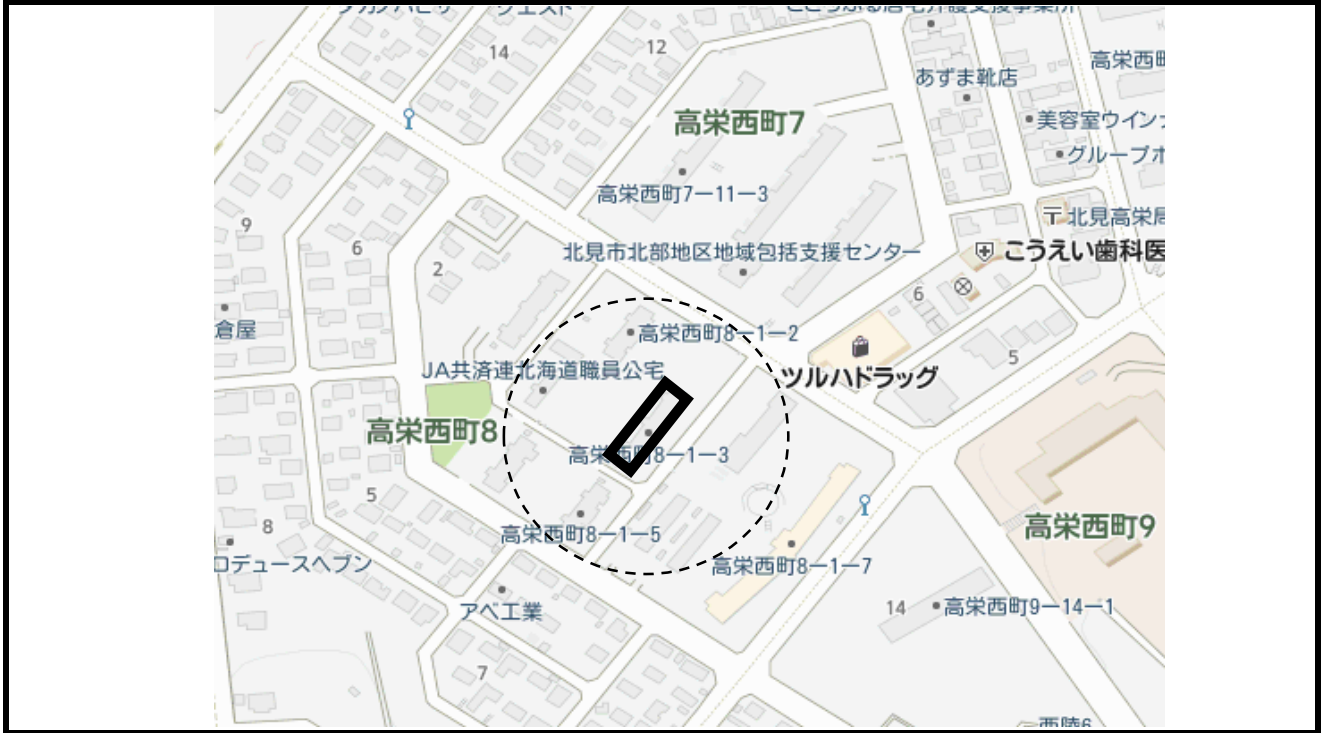 14
12
高栄西町
あずま靴店
高栄西町7
美容室ウイン
グループホ
高栄西町7ー11ー3
9
6
北見高栄局
北見市北部地区地域包括支援センター
こうえい歯科医
2
6
倉屋
高栄西町8ー1ー2
5
JA共済連北海道職員公宅
ツルハドラッグ
高栄西町8
高栄西町8ー1ー3
5
8
高栄西町9
高栄西町8ー1ー5
ロデュースヘブン
高栄西町8ー1ー7
アベ工業
14
高栄西町9ー14ー1
7